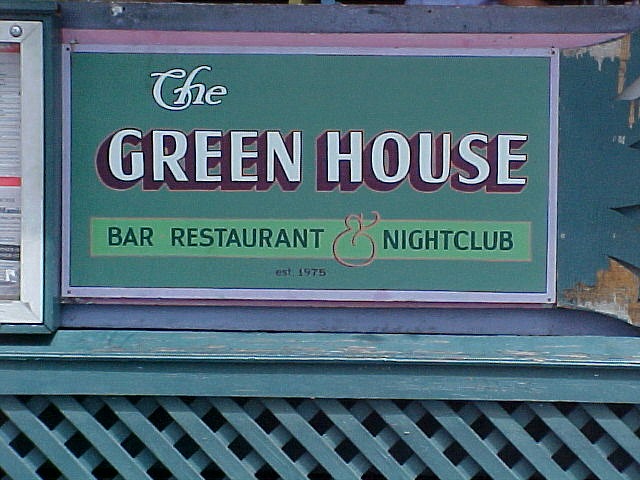 The
GREEN HOUSE
BAR RESTAURANT & NIGHTCLUB
est. 1975